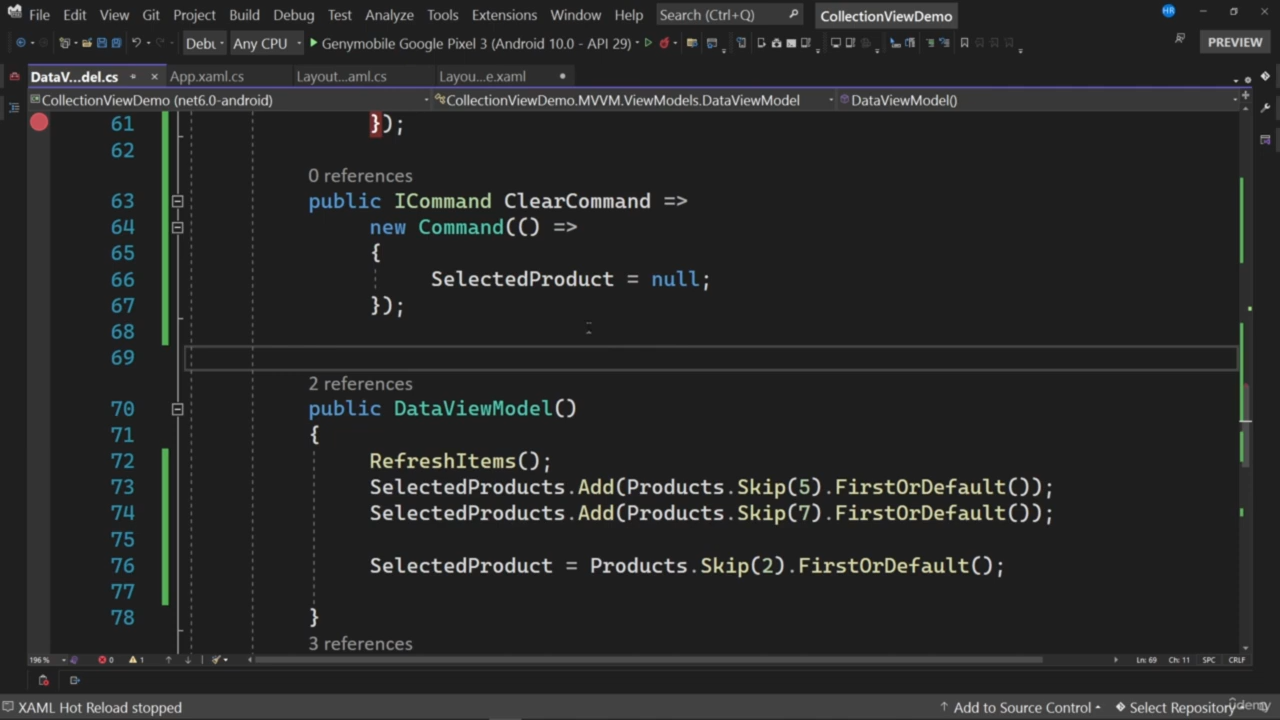 File Edit View Git Project Build Debug Test Analyze Tools Extensions Window Help Search (Ctrl+Q) CollectionViewDemo HR
Debu Any CPU Genymobile Google Pixel 3 (Android 10.0 - API 29) PREVIEW
DataV...del.cs App.xaml.cs Layout...aml.cs Layou...e.xaml
CollectionViewDemo (net6.0-android) CollectionViewDemo.MVVM.ViewModels.DataViewModel DataViewModel()
61 });
62
0 references
63 public ICommand ClearCommand =>
64 new Command(() =>
65 {
66 SelectedProduct = null;
67 });
68
69
2 references
70 public DataViewModel()
71 {
72 RefreshItems();
73 SelectedProducts.Add(Products.Skip(5).FirstOrDefault());
74 SelectedProducts.Add(Products.Skip(7).FirstOrDefault());
75
76 SelectedProduct = Products.Skip(2).FirstOrDefault();
77
78 }
3 references
196 % 0 1 Ln: 69 Ch: 11 SPC CRLF
XAML Hot Reload stopped Add to Source Control Select Repository
Udemy